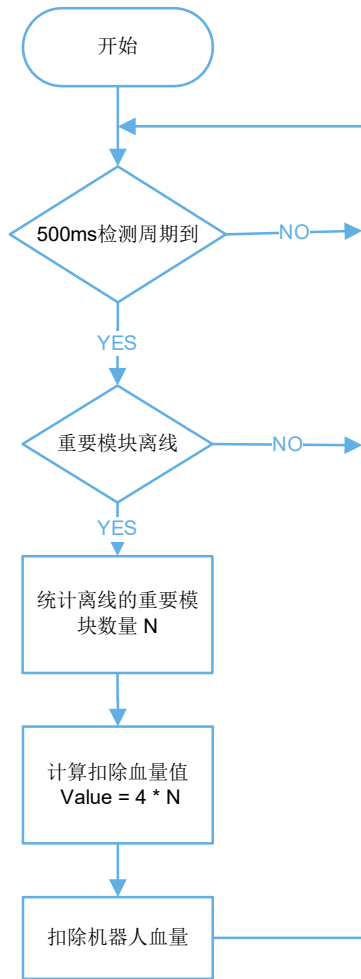 开始
500ms检测周期到
NO
YES
重要模块离线
NO
YES
统计离线的重要模
块数量 N
计算扣除血量值
Value = 4 * N
扣除机器人血量